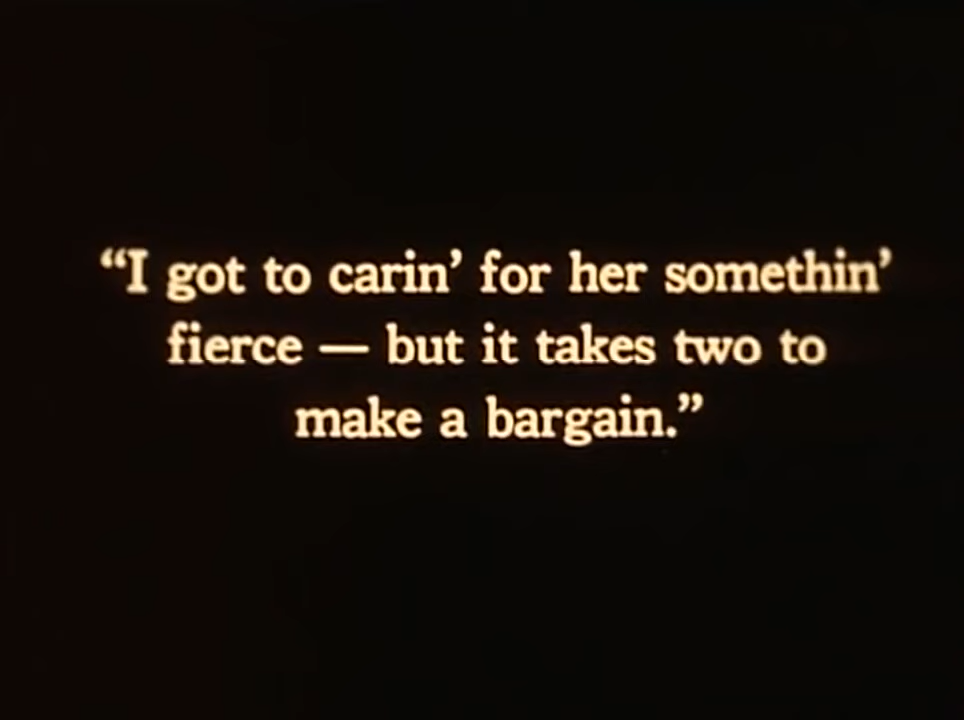 “I got to carin’ for her somethin’
fierce — but it takes two to
make a bargain.”